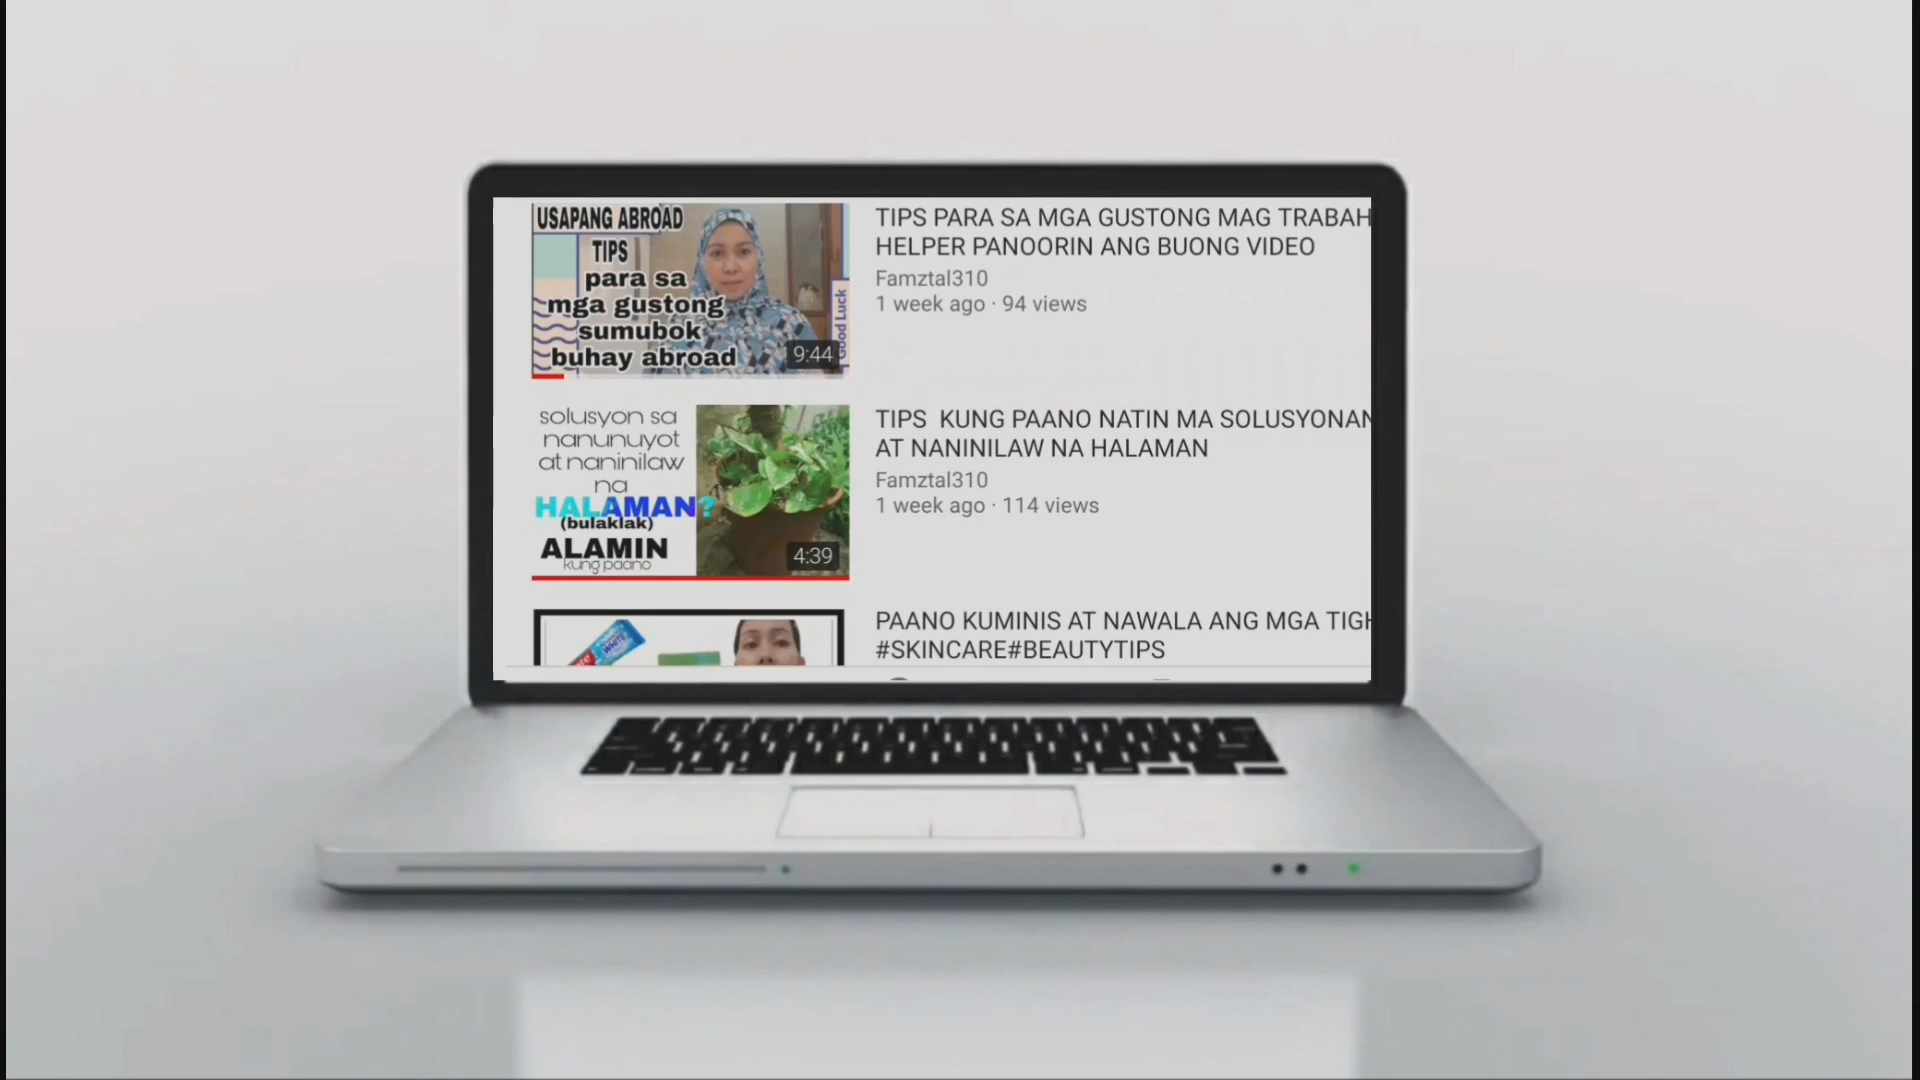 USAPANG ABROAD
TIPS
para sa
mga gustong
sumubok
buhay abroad
Good Luck
9:44
TIPS PARA SA MGA GUSTONG MAG TRABAH
HELPER PANOORIN ANG BUONG VIDEO
Famztal310
1 week ago · 94 views
solusyon sa
nanunuyot
at naninilaw
na
HALAMAN?
(bulaklak)
ALAMIN
kung paano
4:39
TIPS KUNG PAANO NATIN MA SOLUSYONAN
AT NANINILAW NA HALAMAN
Famztal310
1 week ago · 114 views
WHITE
PAANO KUMINIS AT NAWALA ANG MGA TIGH
#SKINCARE#BEAUTYTIPS